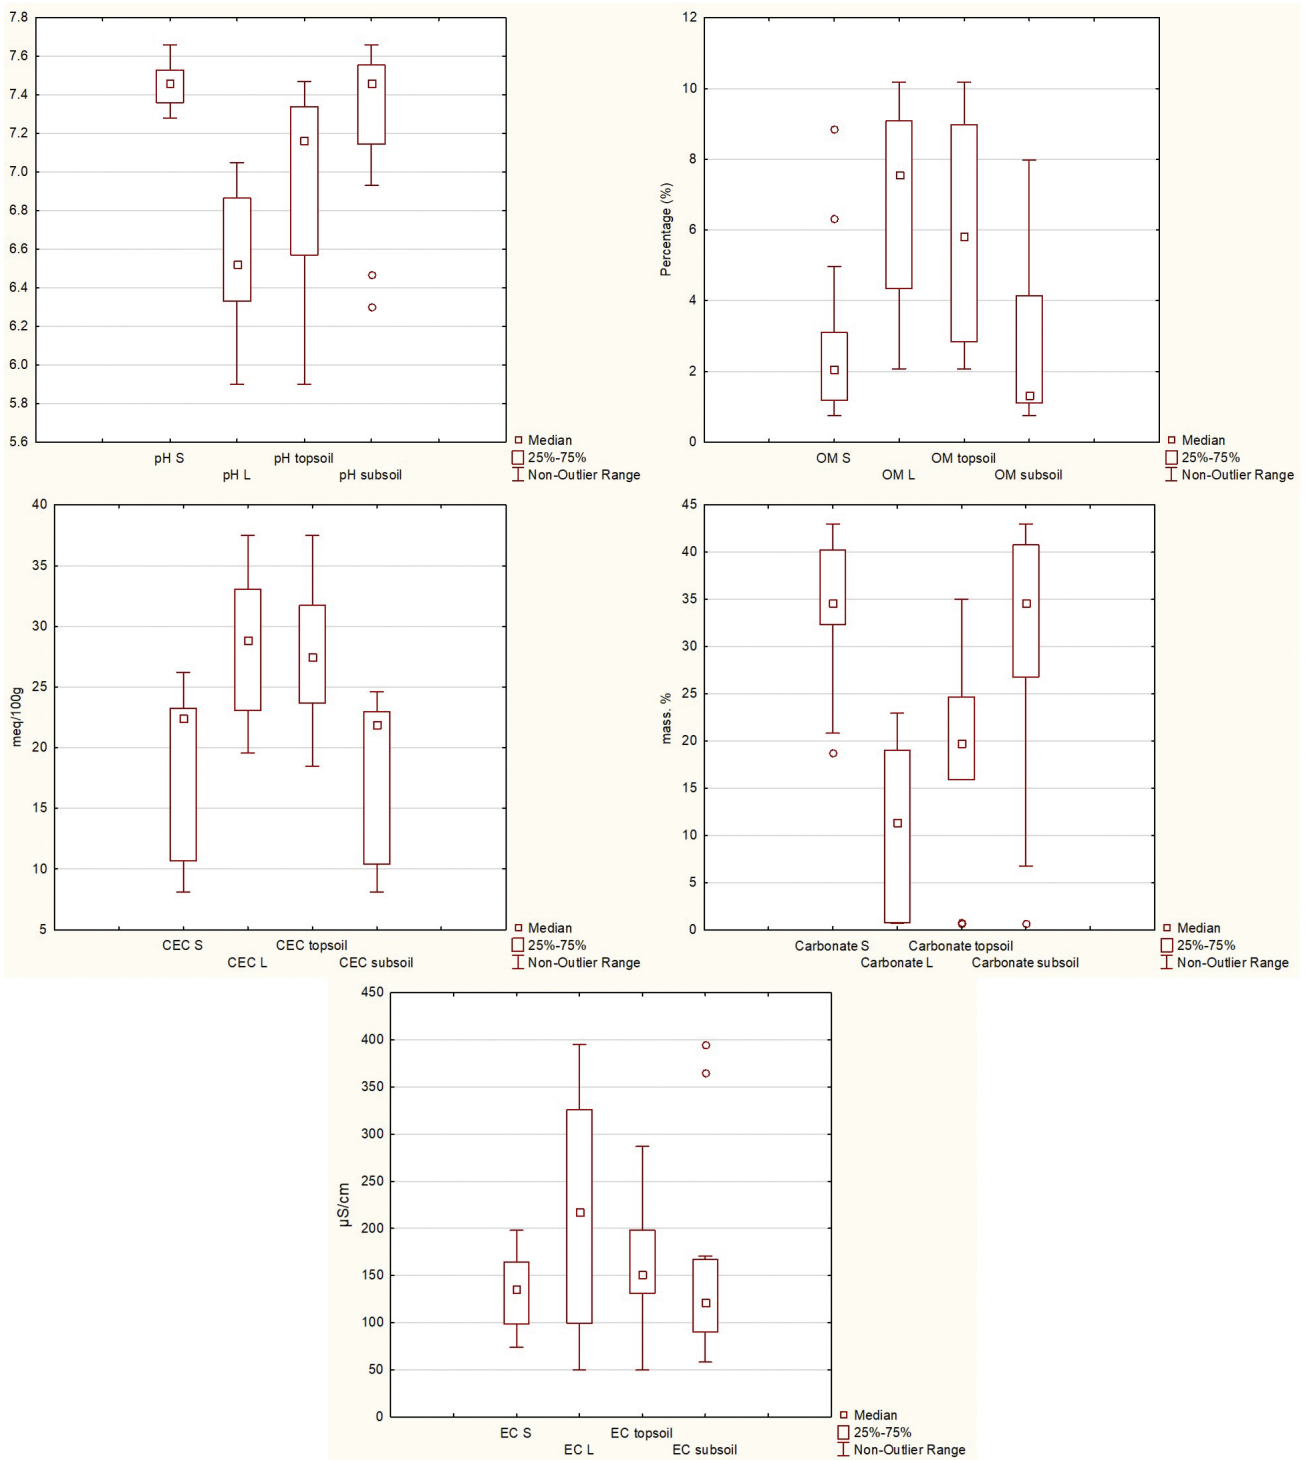 7.8
7.6
7.4
7.2
7.0
6.8
6.6
6.4
6.2
6.0
5.8
5.6
pH S
pH L
pH topsoil
pH subsoil
Median
25%-75%
Non-Outlier Range
Percentage (%)
12
10
8
6
4
2
0
OM S
OM L
OM topsoil
OM subsoil
Median
25%-75%
Non-Outlier Range
meq/100g
40
35
30
25
20
15
10
5
CEC S
CEC L
CEC topsoil
CEC subsoil
Median
25%-75%
Non-Outlier Range
mass. %
45
40
35
30
25
20
15
10
5
0
Carbonate S
Carbonate L
Carbonate topsoil
Carbonate subsoil
Median
25%-75%
Non-Outlier Range
µS/cm
450
400
350
300
250
200
150
100
50
0
EC S
EC L
EC topsoil
EC subsoil
Median
25%-75%
Non-Outlier Range